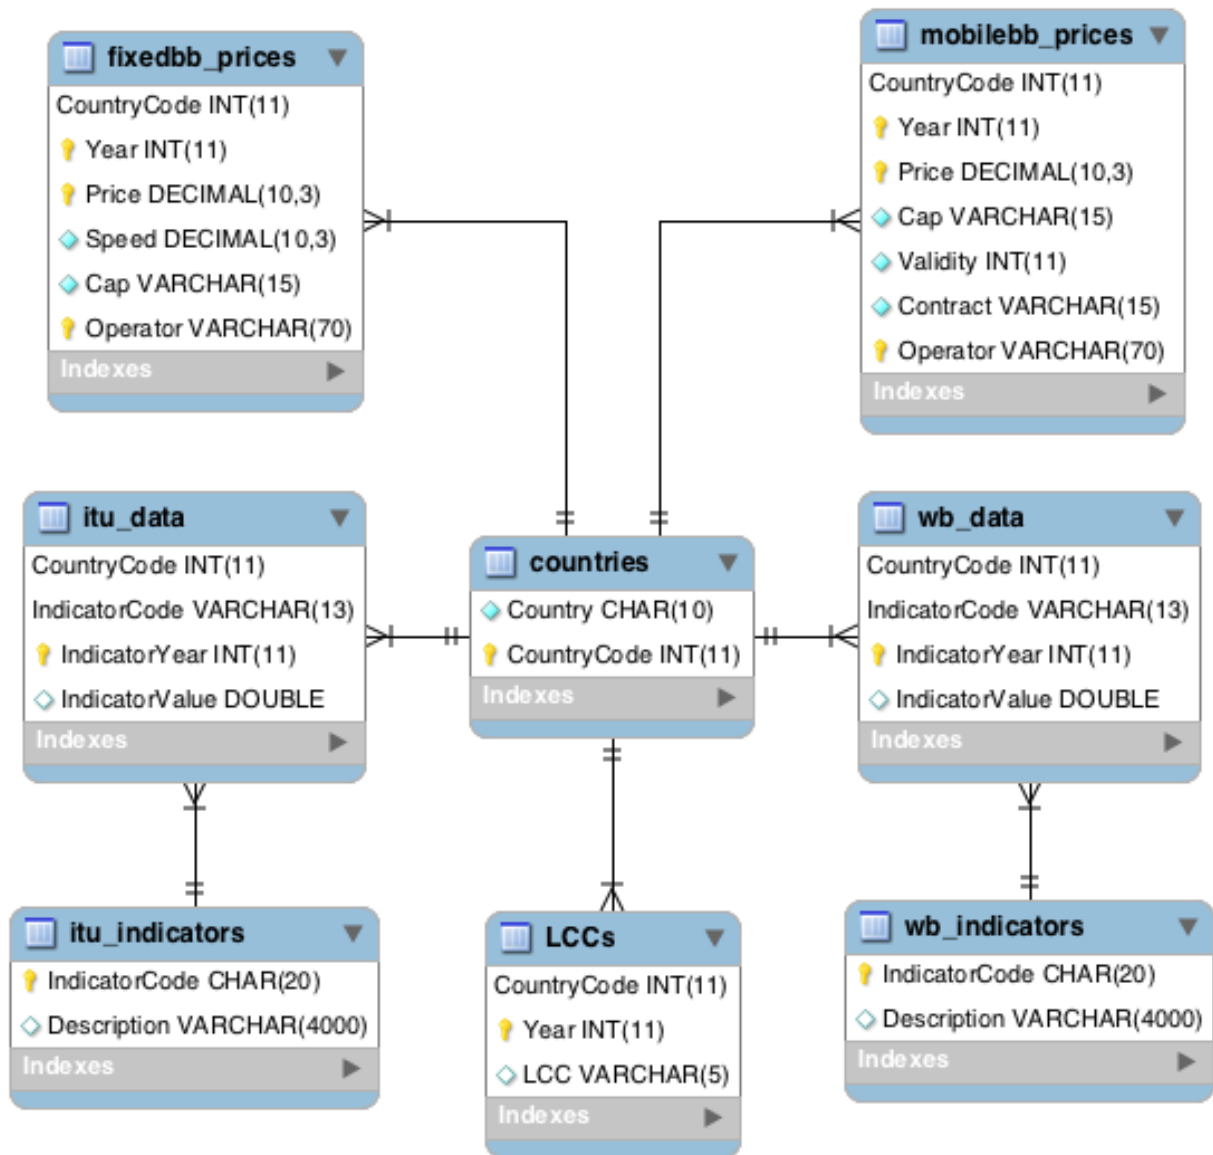 fixedbb_prices
CountryCode INT(11)
Year INT(11)
Price DECIMAL(10,3)
Speed DECIMAL(10,3)
Cap VARCHAR(15)
Operator VARCHAR(70)
Indexes
mobilebb_prices
CountryCode INT(11)
Year INT(11)
Price DECIMAL(10,3)
Cap VARCHAR(15)
Validity INT(11)
Contract VARCHAR(15)
Operator VARCHAR(70)
Indexes
itu_data
CountryCode INT(11)
IndicatorCode VARCHAR(13)
IndicatorYear INT(11)
IndicatorValue DOUBLE
Indexes
countries
Country CHAR(10)
CountryCode INT(11)
Indexes
wb_data
CountryCode INT(11)
IndicatorCode VARCHAR(13)
IndicatorYear INT(11)
IndicatorValue DOUBLE
Indexes
itu_indicators
IndicatorCode CHAR(20)
Description VARCHAR(4000)
Indexes
LCCs
CountryCode INT(11)
Year INT(11)
LCC VARCHAR(5)
Indexes
wb_indicators
IndicatorCode CHAR(20)
Description VARCHAR(4000)
Indexes